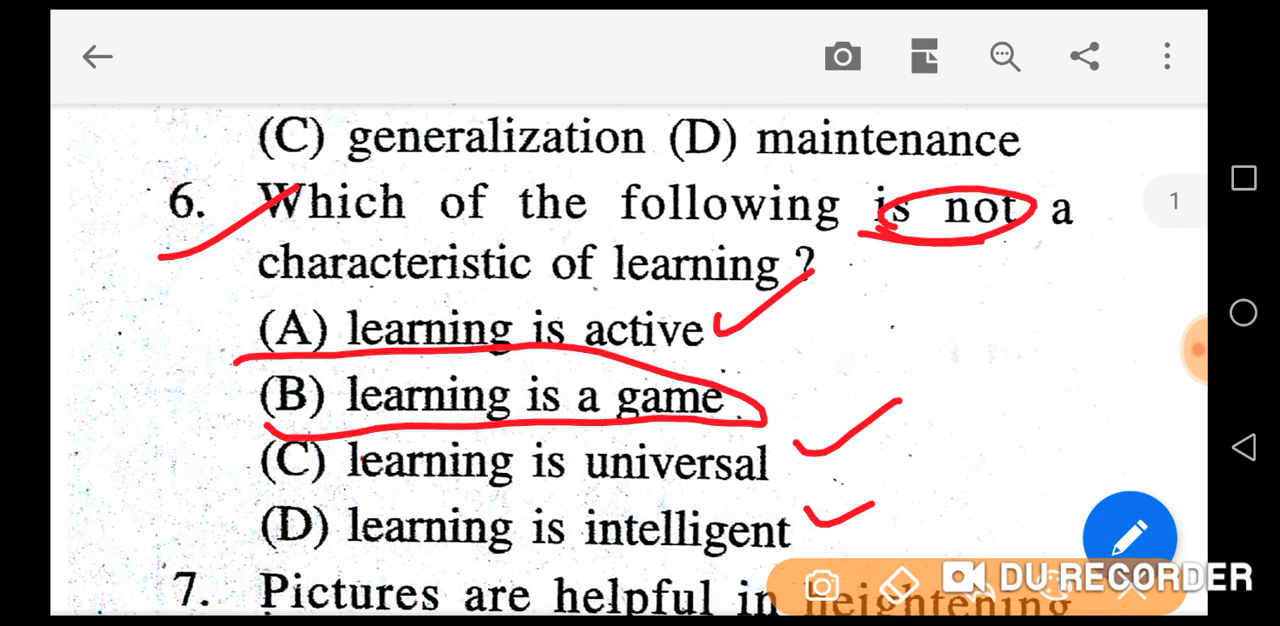 (C) generalization (D) maintenance
1
6. Which of the following is not a
characteristic of learning ?
(A) learning is active
(B) learning is a game
(C) learning is universal
(D) learning is intelligent
7. Pictures are helpful in heightening
DU RECORDER